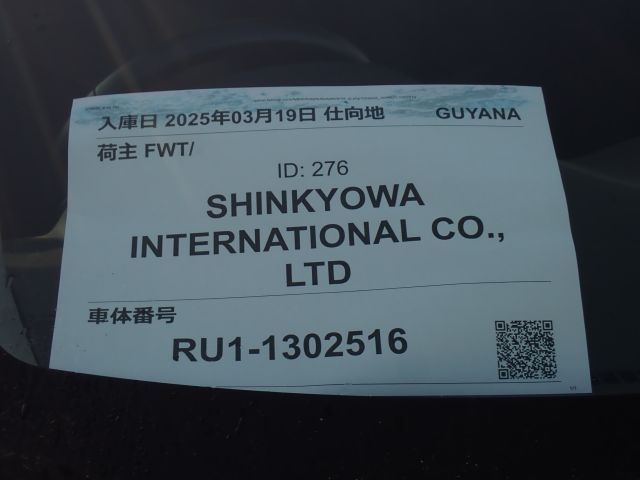 入庫日 2025年03月19日 仕向地 GUYANA
荷主 FWT/
ID: 276
SHINKYOWA
INTERNATIONAL CO.,
LTD
車体番号
RU1-1302516